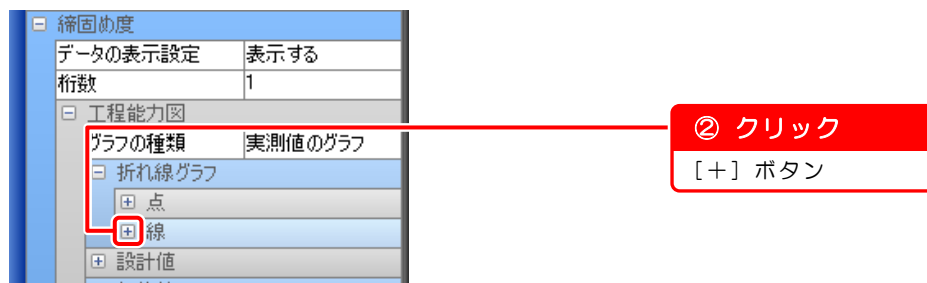 締固め度
データの表示設定 表示する
桁数 1
工程能力図
グラフの種類 実測値のグラフ
折れ線グラフ
点
線
設計値
② クリック
[＋] ボタン